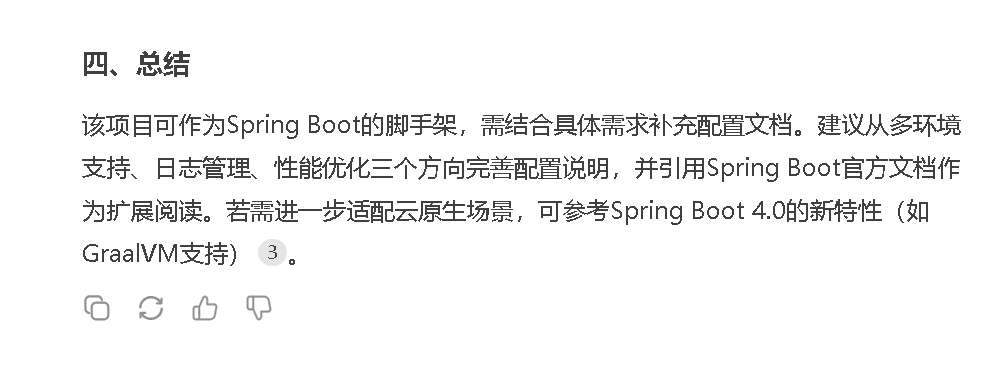 四、总结
该项目可作为Spring Boot的脚手架，需结合具体需求补充配置文档。建议从多环境
支持、日志管理、性能优化三个方向完善配置说明，并引用Spring Boot官方文档作
为扩展阅读。若需进一步适配云原生场景，可参考Spring Boot 4.0的新特性（如
GraalVM支持） 3 。